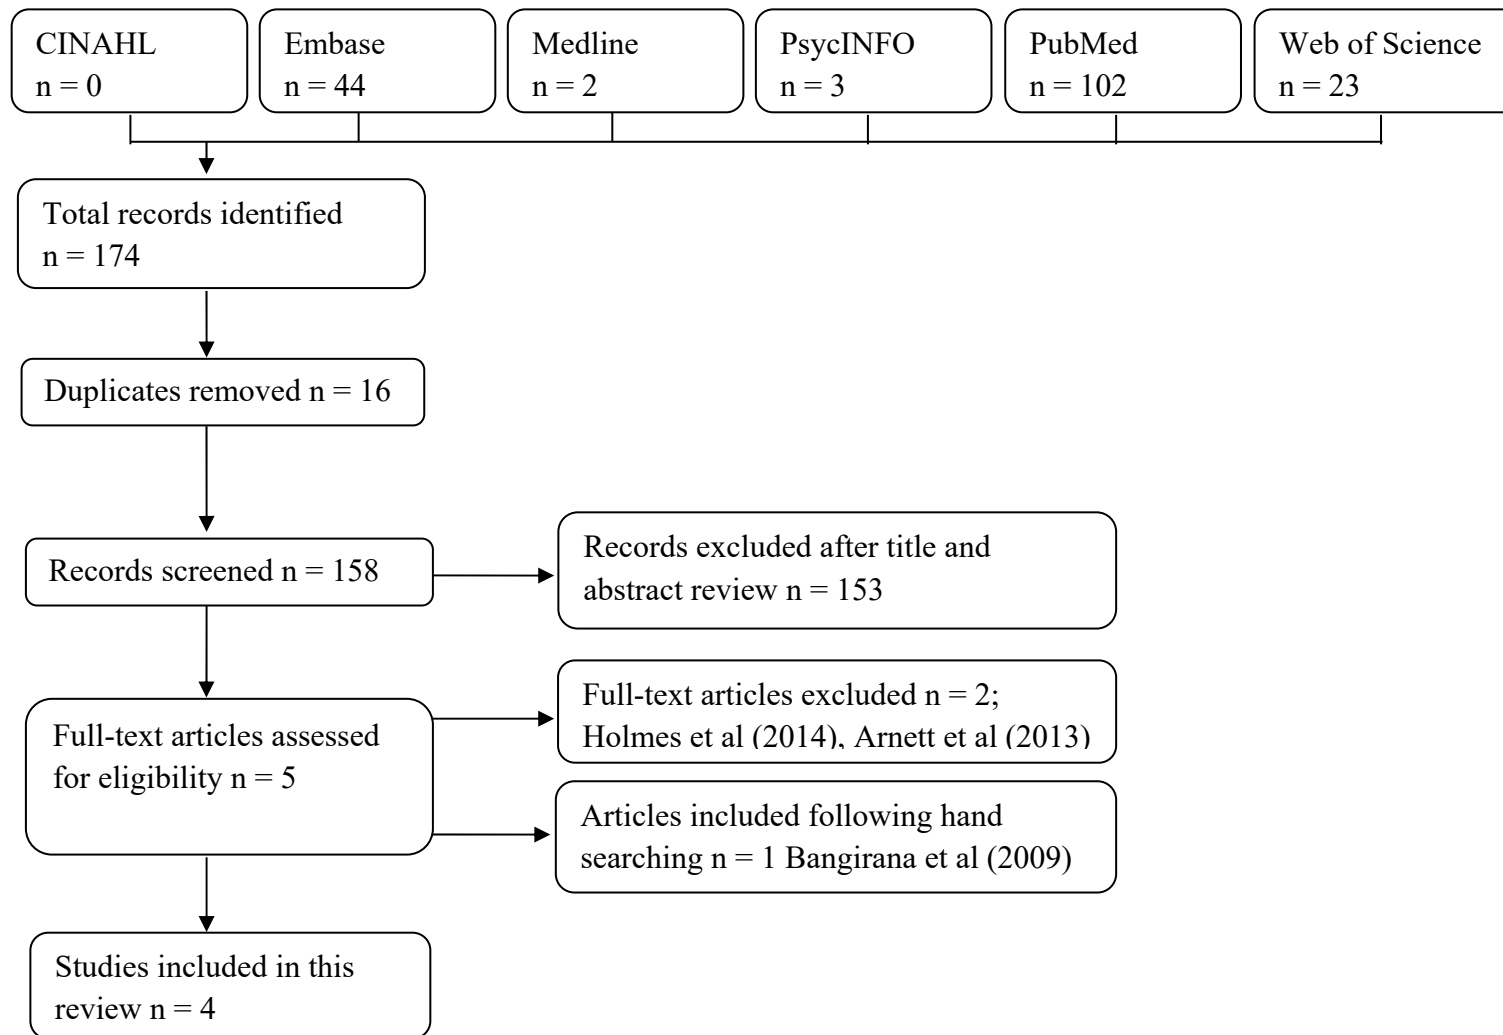 CINAHL
n = 0
Embase
n = 44
Medline
n = 2
PsycINFO
n = 3
PubMed
n = 102
Web of Science
n = 23
Total records identified
n = 174
Duplicates removed n = 16
Records screened n = 158
Records excluded after title and
abstract review n = 153
Full-text articles assessed
for eligibility n = 5
Full-text articles excluded n = 2;
Holmes et al (2014), Arnett et al (2013)
Articles included following hand
searching n = 1 Bangirana et al (2009)
Studies included in this
review n = 4